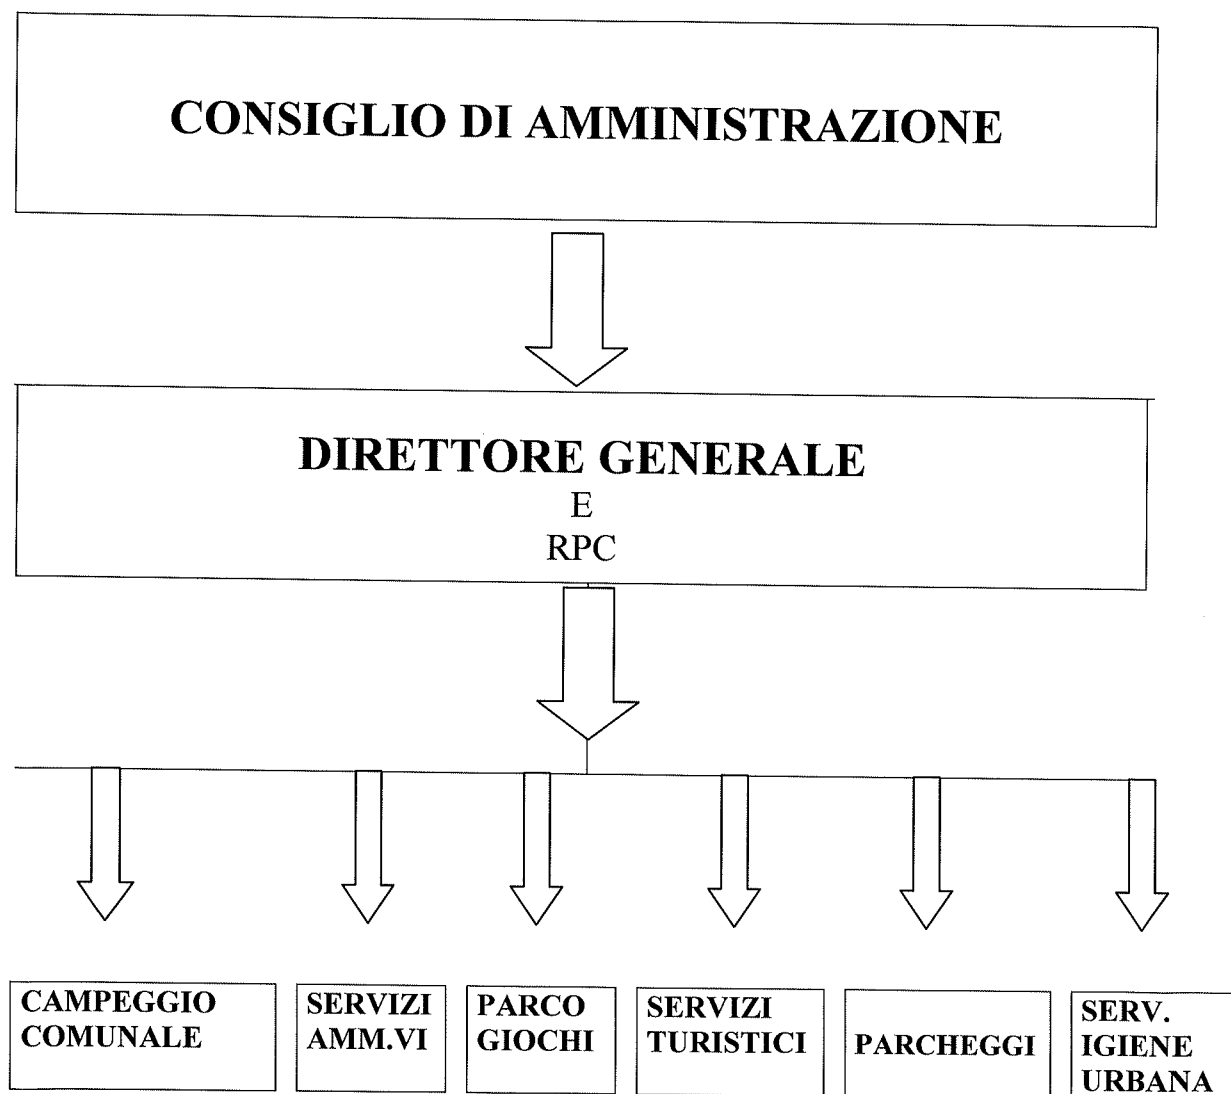 CONSIGLIO DI AMMINISTRAZIONE
DIRETTORE GENERALE
E
RPC
CAMPEGGIO
COMUNALE
SERVIZI
AMM.VI
PARCO
GIOCHI
SERVIZI
TURISTICI
PARCHEGGI
SERV.
IGIENE
URBANA